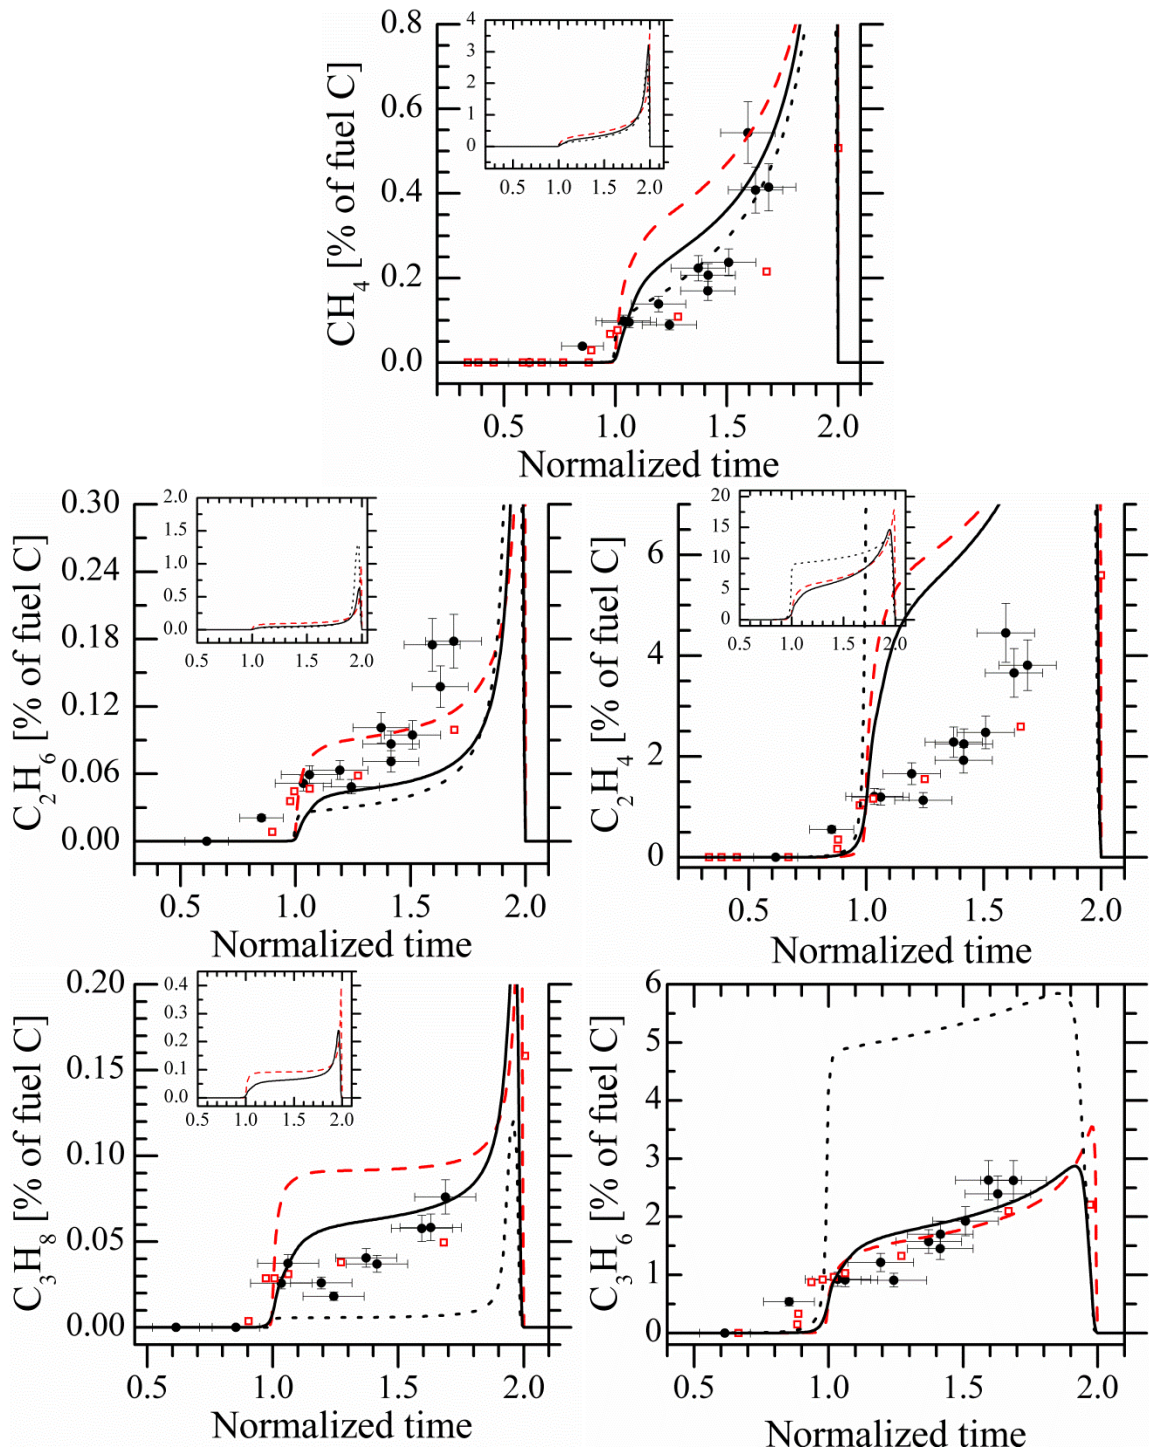 CH4 [% of fuel C]
0.8
0.6
0.4
0.2
0.0
0.5 1.0 1.5 2.0
Normalized time
4
3
2
1
0
0.5 1.0 1.5 2.0
C2H6 [% of fuel C]
0.30
0.24
0.18
0.12
0.06
0.00
0.5 1.0 1.5 2.0
Normalized time
2.0
1.5
1.0
0.5
0.0
0.5 1.0 1.5 2.0
C2H4 [% of fuel C]
6
4
2
0
0.5 1.0 1.5 2.0
Normalized time
20
15
10
5
0
0.5 1.0 1.5 2.0
C3H8 [% of fuel C]
0.20
0.15
0.10
0.05
0.00
0.5 1.0 1.5 2.0
Normalized time
0.4
0.3
0.2
0.1
0.0
0.5 1.0 1.5 2.0
C3H6 [% of fuel C]
6
5
4
3
2
1
0
0.5 1.0 1.5 2.0
Normalized time